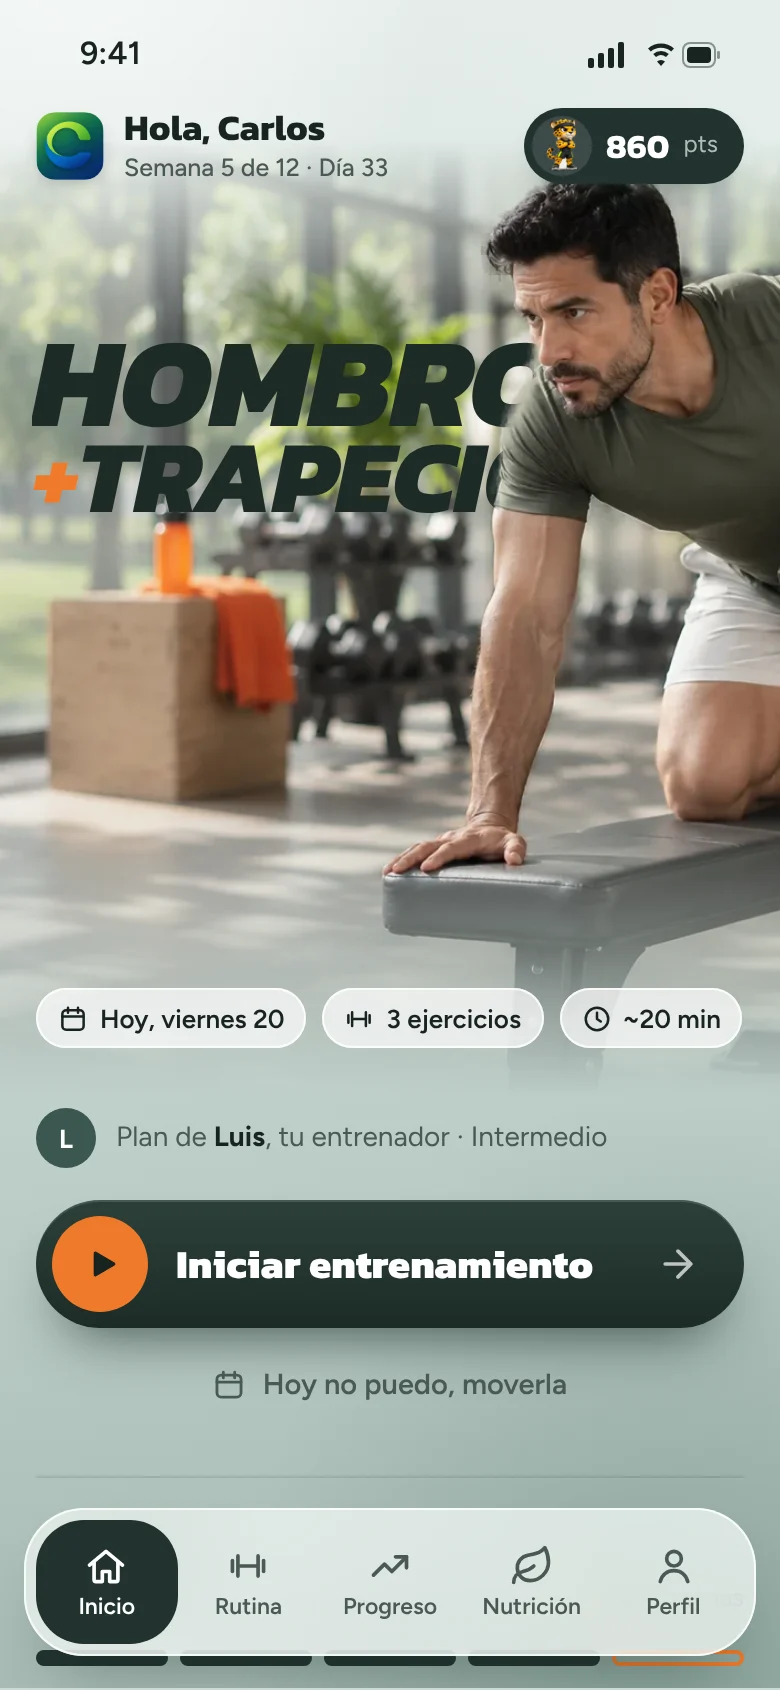 9:41
Hola, Carlos
Semana 5 de 12 · Día 33
860 pts
HOMBRO
+TRAPECIO
Hoy, viernes 20
3 ejercicios
~20 min
L
Plan de Luis, tu entrenador · Intermedio
Iniciar entrenamiento
Hoy no puedo, moverla
Inicio
Rutina
Progreso
Nutrición
Perfil